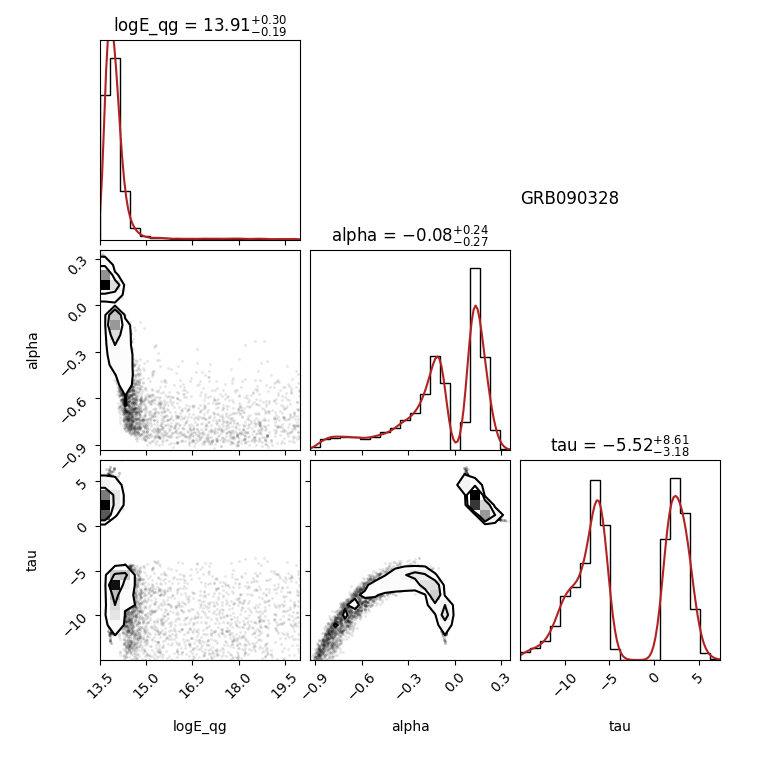 logE_qg = 13.91+0.30−0.19
GRB090328
alpha = −0.08+0.24−0.27
0.3
0.0
−0.3
−0.6
−0.9
alpha
tau = −5.52+8.61−3.18
5
0
−5
−10
tau
13.5 15.0 16.5 18.0 19.5
−0.9 −0.6 −0.3 0.0 0.3
−10 −5 0 5
logE_qg alpha tau